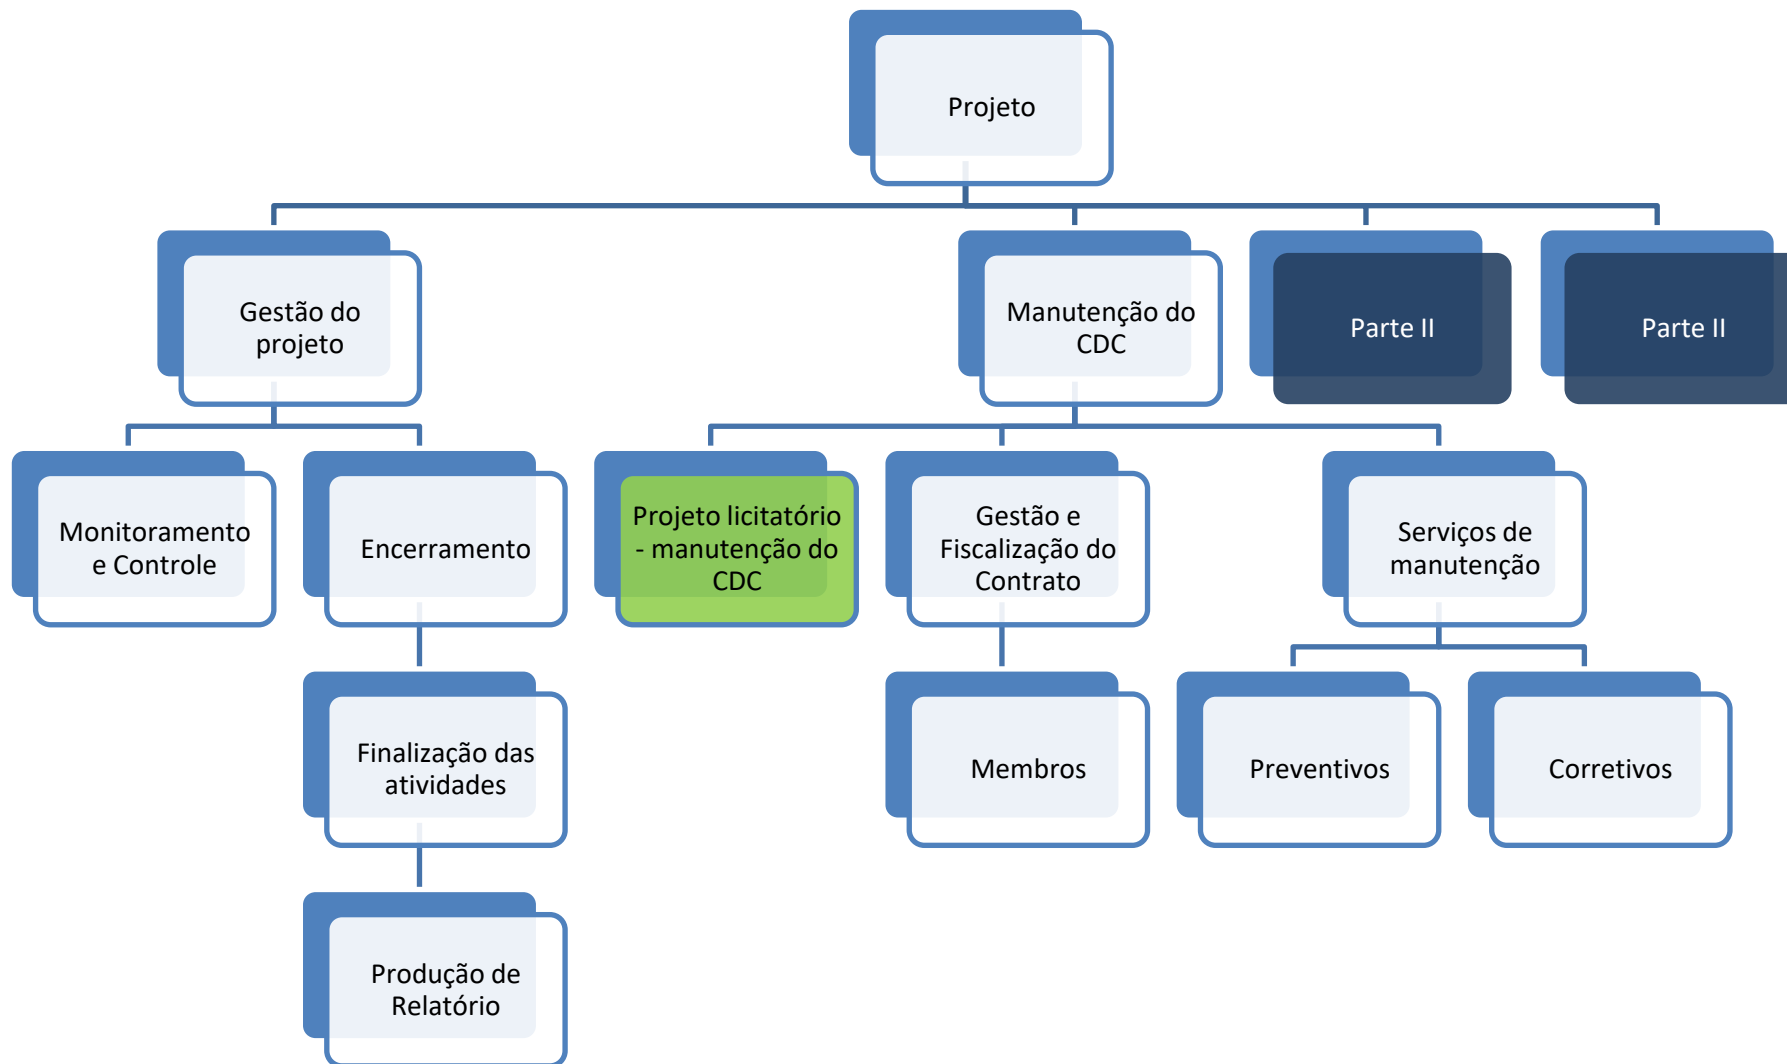 Projeto
Gestão do
projeto
Manutenção do
CDC
Parte II
Parte II
Monitoramento
e Controle
Encerramento
Projeto licitatório
- manutenção do
CDC
Gestão e
Fiscalização do
Contrato
Serviços de
manutenção
Finalização das
atividades
Membros
Preventivos
Corretivos
Produção de
Relatório